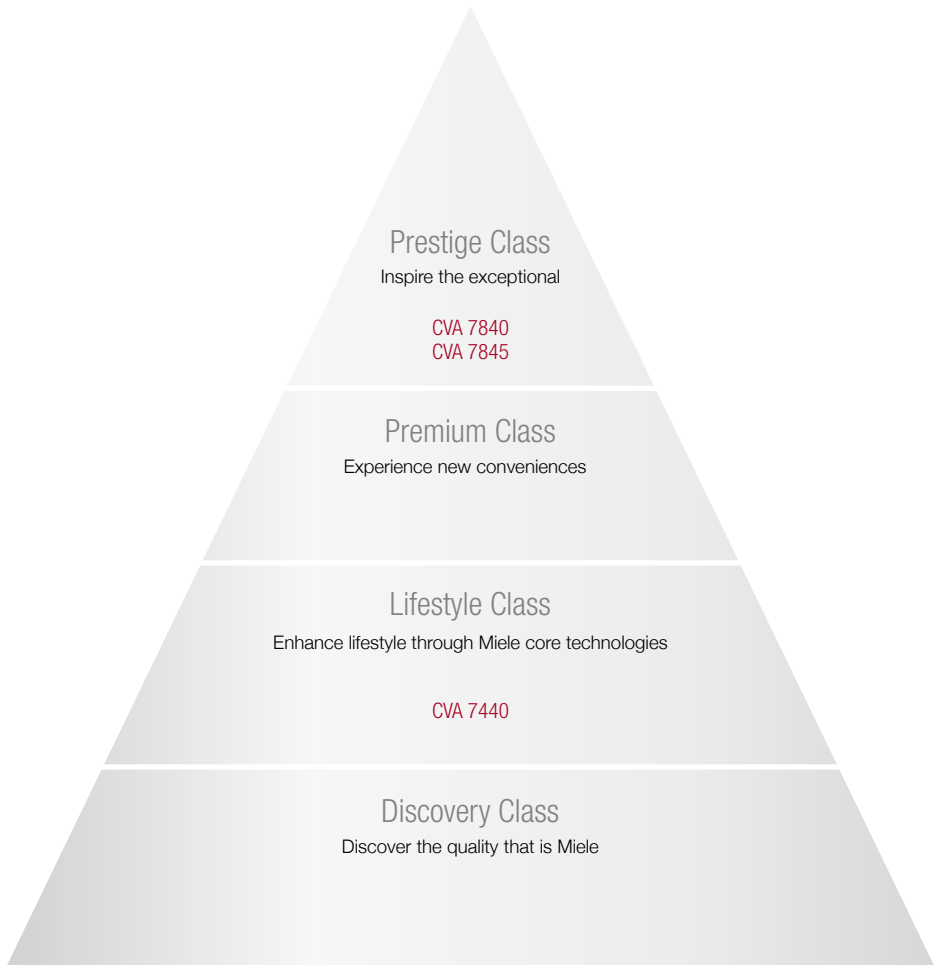 Prestige Class
Inspire the exceptional
CVA 7840
CVA 7845
Premium Class
Experience new conveniences
Lifestyle Class
Enhance lifestyle through Miele core technologies
CVA 7440
Discovery Class
Discover the quality that is Miele